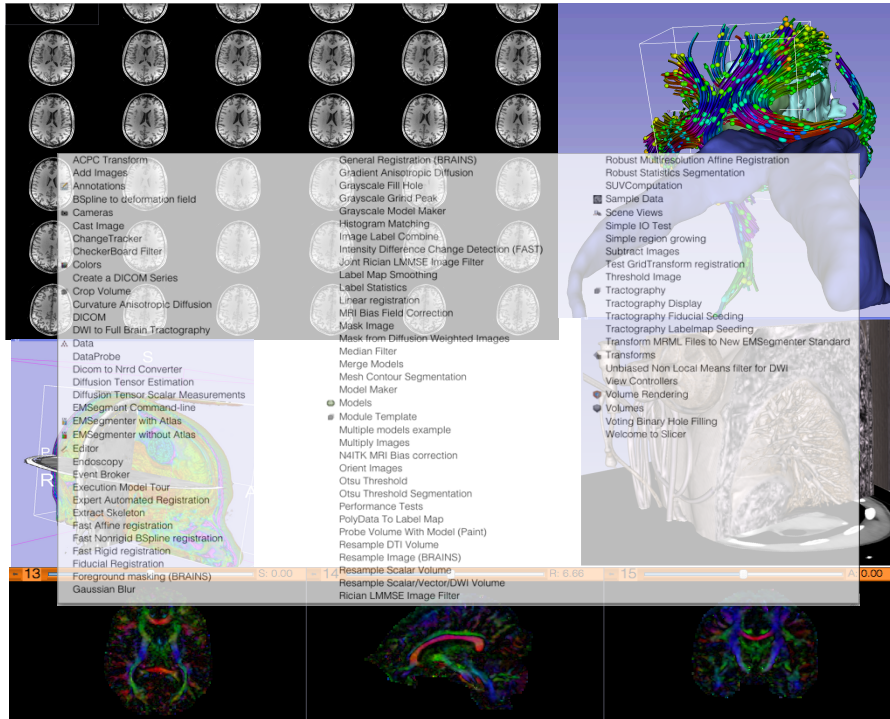 ACPC Transform
Add Images
Annotations
BSpline to deformation field
Cameras
Cast Image
ChangeTracker
CheckerBoard Filter
Colors
Create a DICOM Series
Crop Volume
Curvature Anisotropic Diffusion
DICOM
DWI to Full Brain Tractography
Data
DataProbe
Dicom to Nrrd Converter
Diffusion Tensor Estimation
Diffusion Tensor Scalar Measurements
EMSegment Command-line
EMSegmenter with Atlas
EMSegmenter without Atlas
Editor
Endoscopy
Event Broker
Execution Model Tour
Expert Automated Registration
Extract Skeleton
Fast Affine registration
Fast Nonrigid BSpline registration
Fast Rigid registration
Fiducial Registration
Foreground masking (BRAINS)
Gaussian Blur
General Registration (BRAINS)
Gradient Anisotropic Diffusion
Grayscale Fill Hole
Grayscale Grind Peak
Grayscale Model Maker
Histogram Matching
Image Label Combine
Intensity Difference Change Detection (FAST)
Joint Rician LMMSE Image Filter
Label Map Smoothing
Label Statistics
Linear registration
MRI Bias Field Correction
Mask Image
Mask from Diffusion Weighted Images
Median Filter
Merge Models
Mesh Contour Segmentation
Model Maker
Models
Module Template
Multiple models example
Multiply Images
N4ITK MRI Bias correction
Orient Images
Otsu Threshold
Otsu Threshold Segmentation
Performance Tests
PolyData To Label Map
Probe Volume With Model (Paint)
Resample DTI Volume
Resample Image (BRAINS)
Resample Scalar Volume
Resample Scalar/Vector/DWI Volume
Rician LMMSE Image Filter
Robust Multiresolution Affine Registration
Robust Statistics Segmentation
SUVComputation
Sample Data
Scene Views
Simple IO Test
Simple region growing
Subtract Images
Test GridTransform registration
Threshold Image
Tractography
Tractography Display
Tractography Fiducial Seeding
Tractography Labelmap Seeding
Transform MRML Files to New EMSegmenter Standard
Transforms
Unbiased Non Local Means filter for DWI
View Controllers
Volume Rendering
Volumes
Voting Binary Hole Filling
Welcome to Slicer
S
P
R
A
13 S: 0.00
14 R: 6.66
15 A: 0.00